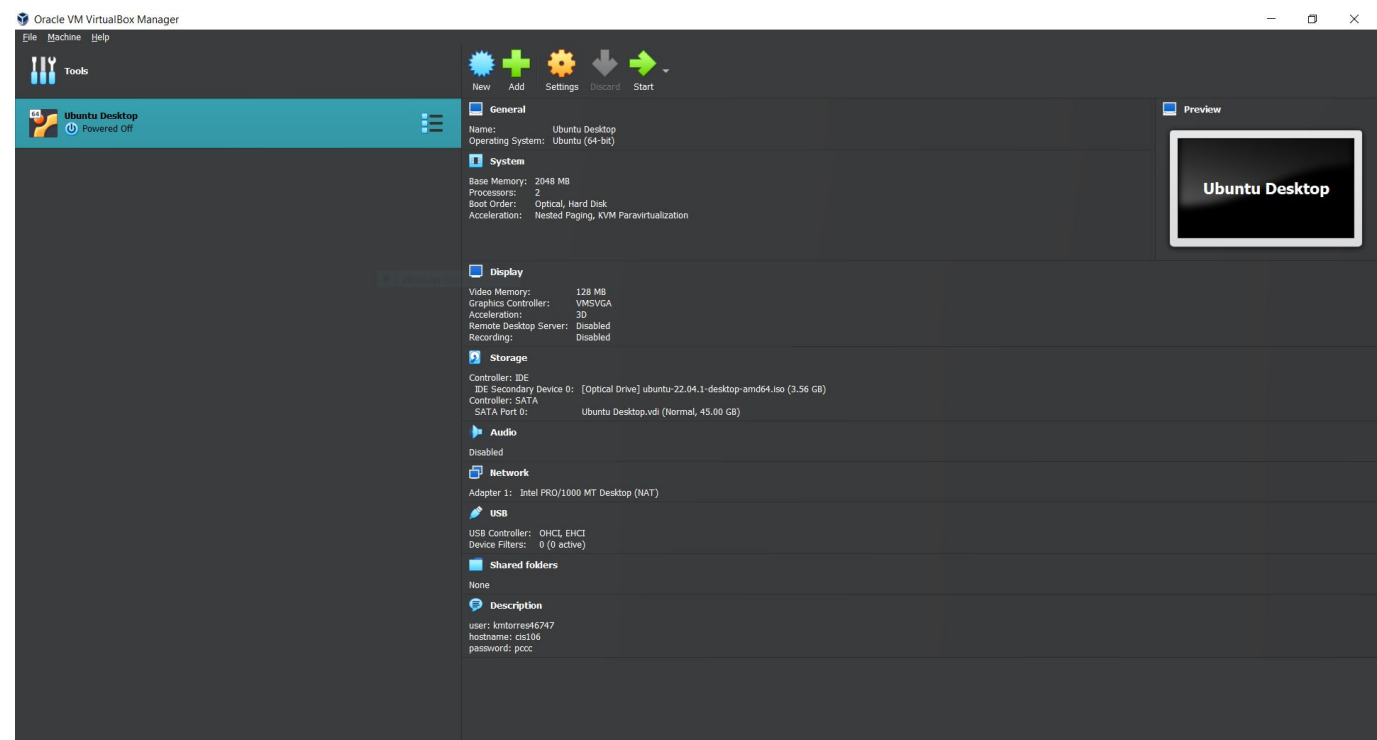 Oracle VM VirtualBox Manager
File Machine Help
Tools
New Add Settings Discard Start
64
Ubuntu Desktop
Powered Off
General
Name: Ubuntu Desktop
Operating System: Ubuntu (64-bit)
Preview
Ubuntu Desktop
System
Base Memory: 2048 MB
Processors: 2
Boot Order: Optical, Hard Disk
Acceleration: Nested Paging, KVM Paravirtualization
Display
Video Memory: 128 MB
Graphics Controller: VMSVGA
Acceleration: 3D
Remote Desktop Server: Disabled
Recording: Disabled
Storage
Controller: IDE
IDE Secondary Device 0: [Optical Drive] ubuntu-22.04.1-desktop-amd64.iso (3.56 GB)
Controller: SATA
SATA Port 0: Ubuntu Desktop.vdi (Normal, 45.00 GB)
Audio
Disabled
Network
Adapter 1: Intel PRO/1000 MT Desktop (NAT)
USB
USB Controller: OHCI, EHCI
Device Filters: 0 (0 active)
Shared folders
None
Description
user: kmtorres46747
hostname: cis106
password: pccc